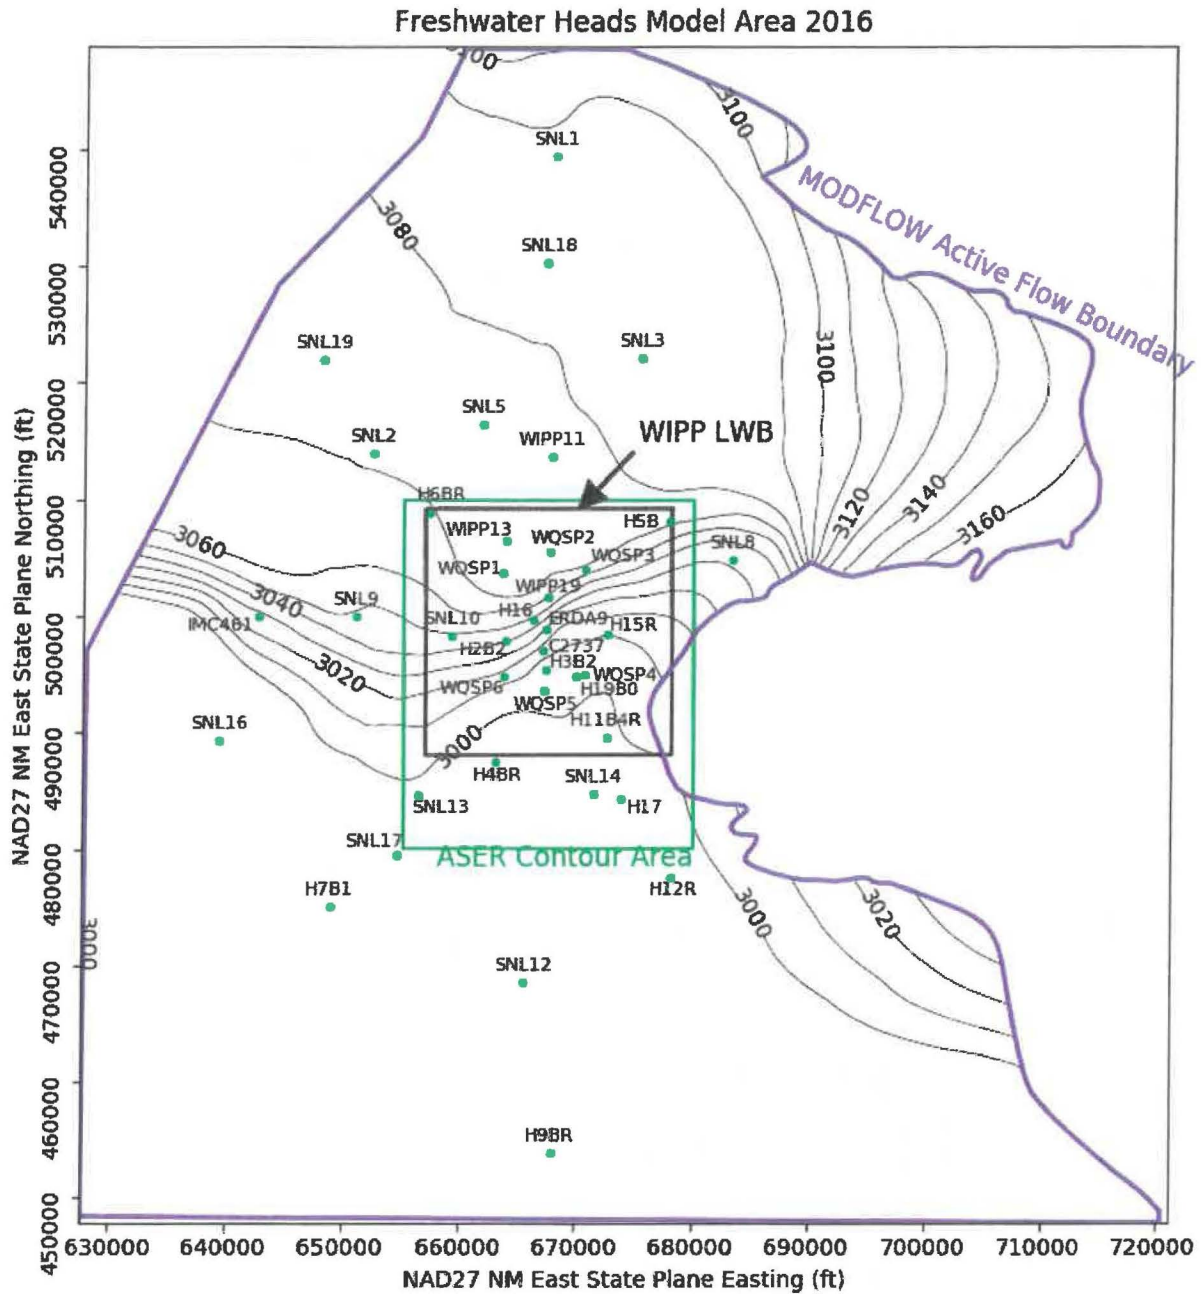 Freshwater Heads Model Area 2016
3100
SNL1
3100
MODFLOW Active Flow Boundary
3080
SNL18
SNL19
SNL3
3100
SNL5
SNL2
WIPP11
WIPP LWB
H6BR
3120
3140
3160
WIPP13
WQSP2
H5B
3060
WQSP3
SNL8
WQSP1
WIPP19
3040
SNL9
H16
IMC461
SNL10
ERDA9
H15R
H2B2
C2737
3020
H3B2
WQSP4
WQSP6
H19B0
WQSP5
SNL16
H11B4R
3000
H4BR
SNL14
SNL13
H17
SNL17
ASER Contour Area
H7B1
H12R
3000
3020
3000
SNL12
H9BR
540000
530000
520000
510000
500000
490000
480000
470000
460000
450000
NAD27 NM East State Plane Northing (ft)
630000 640000 650000 660000 670000 680000 690000 700000 710000 720000
NAD27 NM East State Plane Easting (ft)